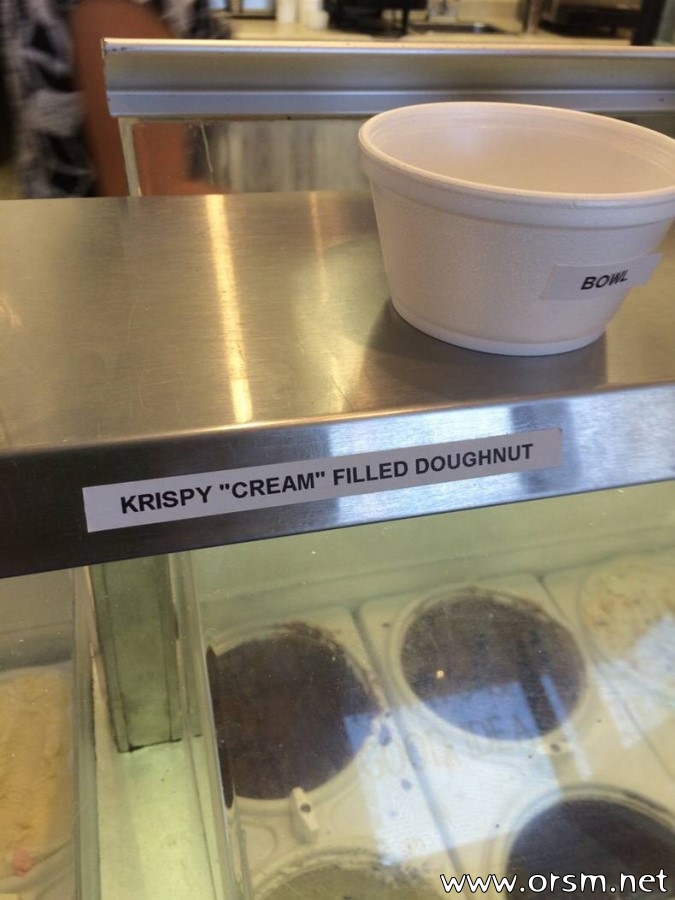 BOWL
KRISPY "CREAM" FILLED DOUGHNUT
www.orsm.net